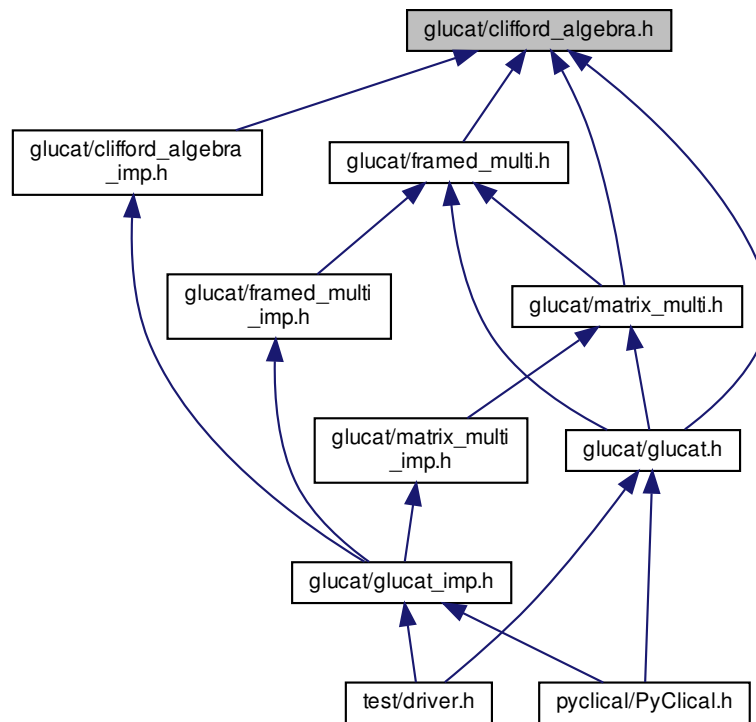 glucat/clifford_algebra.h
glucat/clifford_algebra
_imp.h
glucat/framed_multi.h
glucat/framed_multi
_imp.h
glucat/matrix_multi.h
glucat/matrix_multi
_imp.h
glucat/glucat.h
glucat/glucat_imp.h
test/driver.h
pyclical/PyClical.h